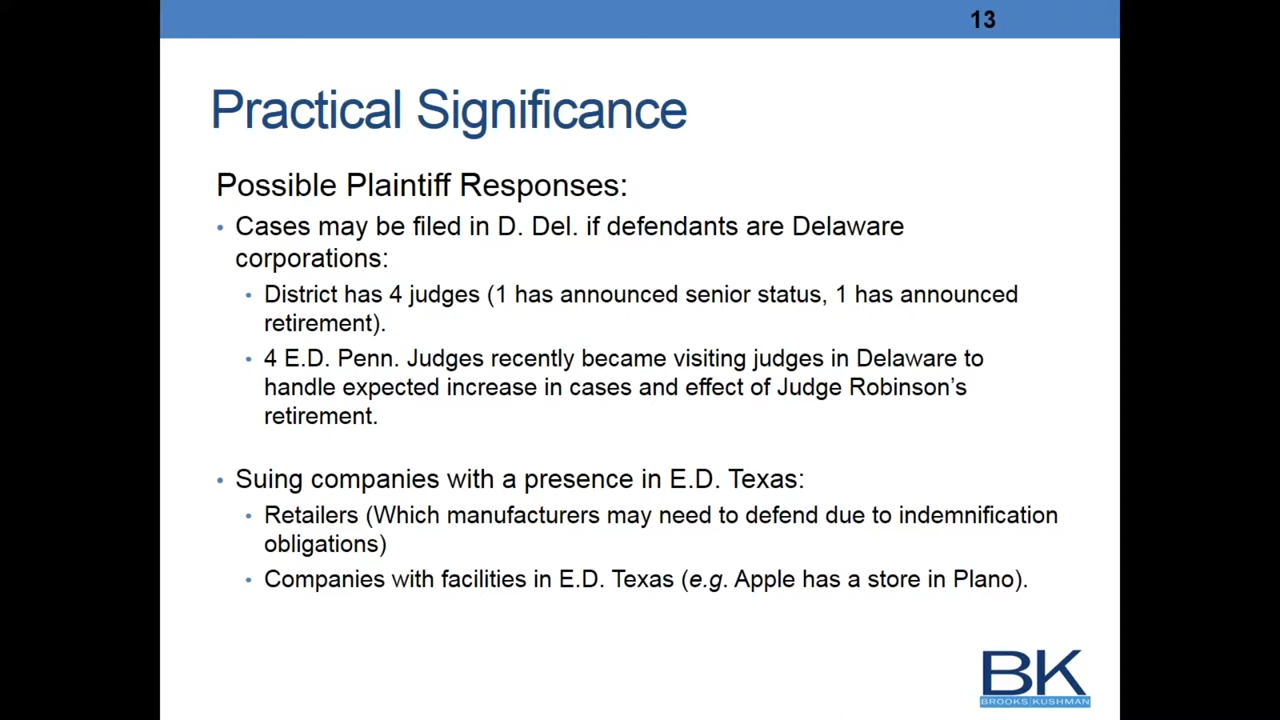 13
Practical Significance
Possible Plaintiff Responses:
• Cases may be filed in D. Del. if defendants are Delaware
corporations:
• District has 4 judges (1 has announced senior status, 1 has announced
retirement).
• 4 E.D. Penn. Judges recently became visiting judges in Delaware to
handle expected increase in cases and effect of Judge Robinson’s
retirement.
• Suing companies with a presence in E.D. Texas:
• Retailers (Which manufacturers may need to defend due to indemnification
obligations)
• Companies with facilities in E.D. Texas (e.g. Apple has a store in Plano).
BK
BROOKS KUSHMAN